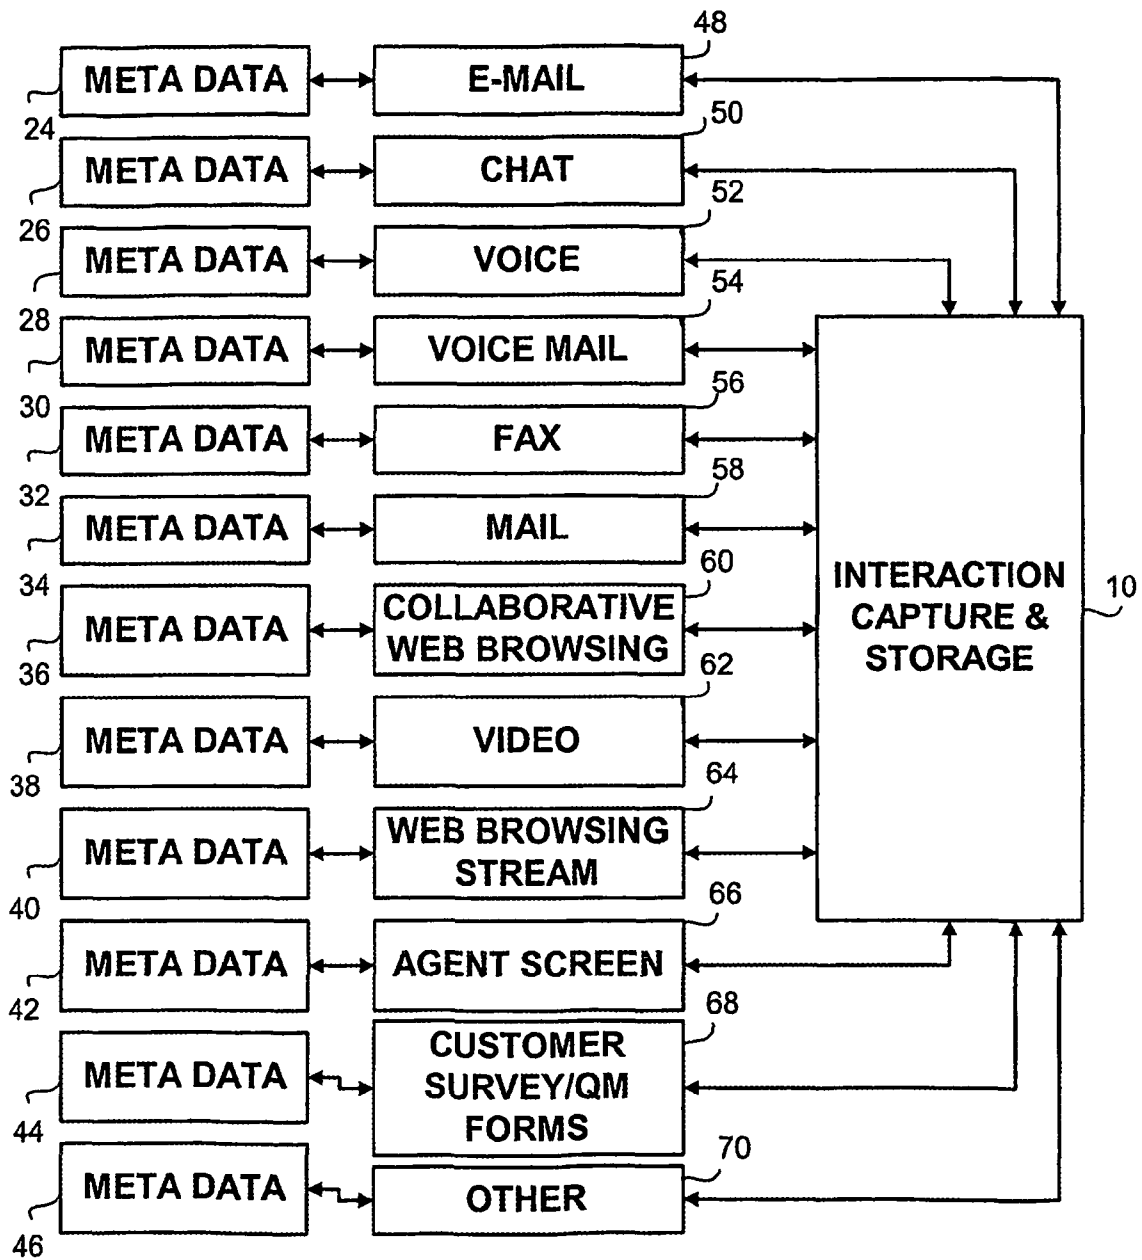 48
META DATA
E-MAIL
24
50
META DATA
CHAT
26
52
META DATA
VOICE
28
54
META DATA
VOICE MAIL
30
56
META DATA
FAX
32
58
META DATA
MAIL
34
60
META DATA
COLLABORATIVE
WEB BROWSING
36
62
META DATA
VIDEO
38
64
META DATA
WEB BROWSING
STREAM
40
66
META DATA
AGENT SCREEN
42
68
META DATA
CUSTOMER
SURVEY/QM
FORMS
44
70
META DATA
OTHER
46
INTERACTION
CAPTURE &
STORAGE
10